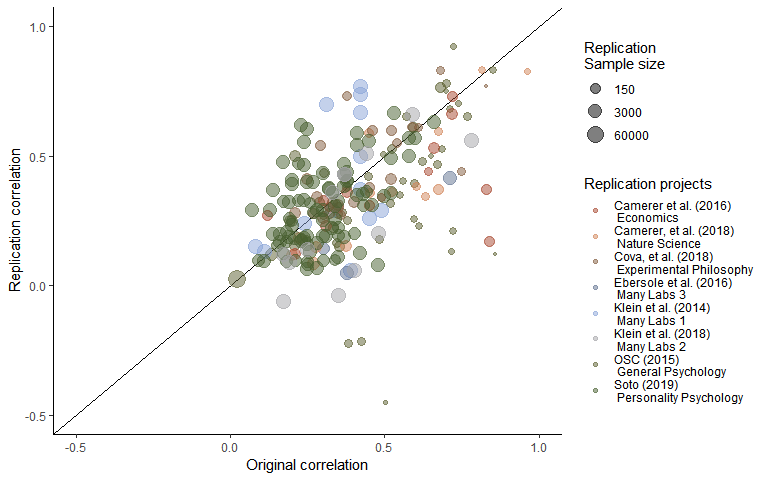 1.0
0.5
0.0
-0.5
Replication correlation
-0.5
0.0
0.5
1.0
Original correlation
Replication
Sample size
150
3000
60000
Replication projects
Camerer et al. (2016)
Economics
Camerer, et al. (2018)
Nature Science
Cova, et al. (2018)
Experimental Philosophy
Ebersole et al. (2016)
Many Labs 3
Klein et al. (2014)
Many Labs 1
Klein et al. (2018)
Many Labs 2
OSC (2015)
General Psychology
Soto (2019)
Personality Psychology